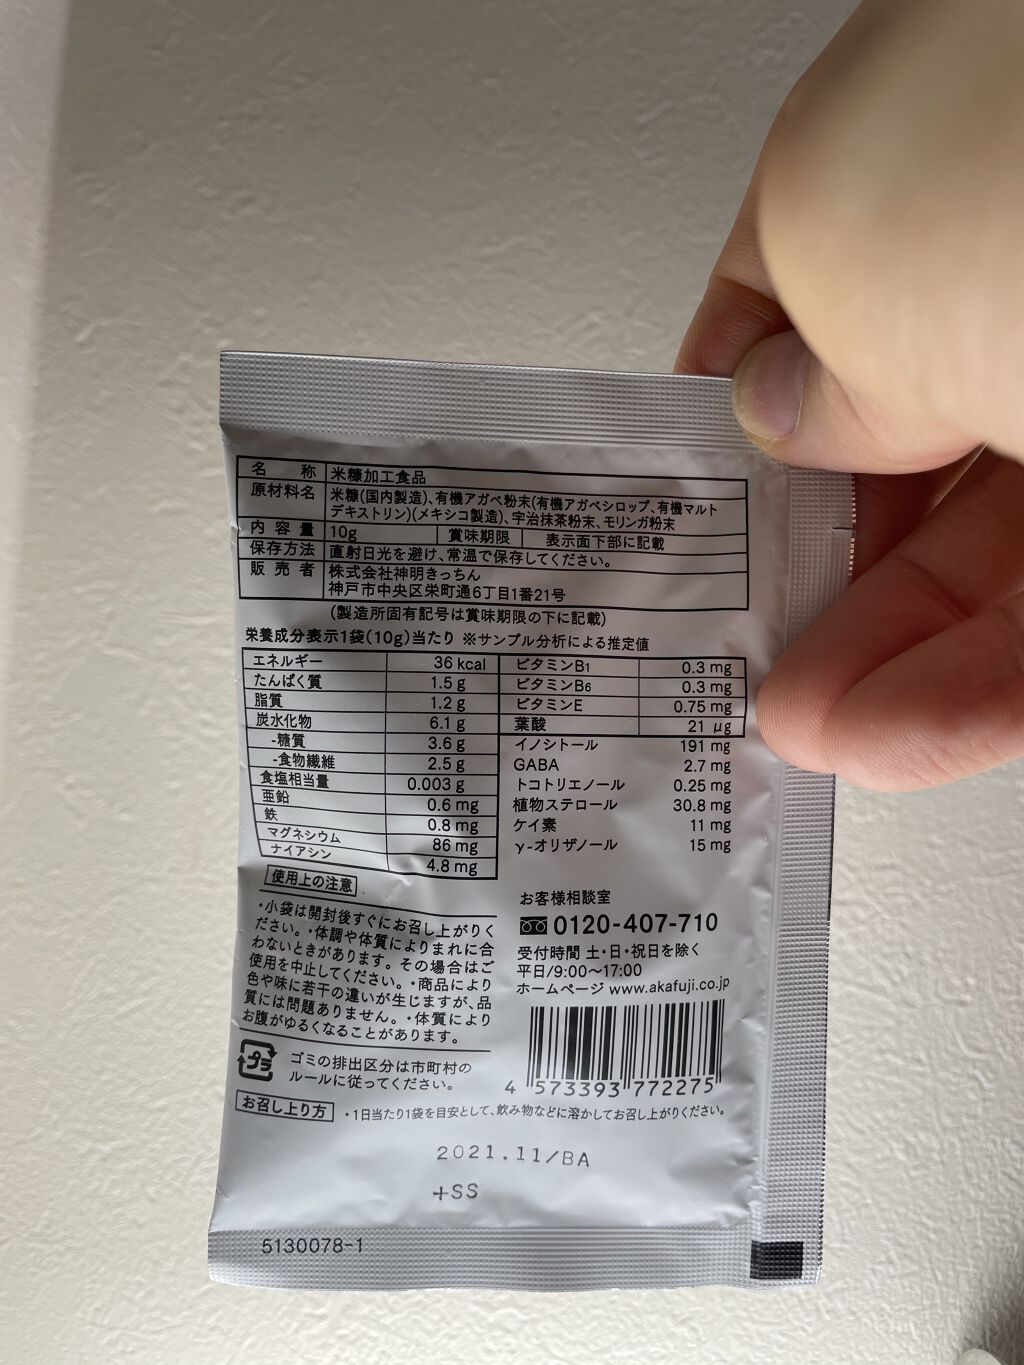 名称 米糠加工食品
原材料名 米糠(国内製造)、有機アガベ粉末(有機アガベシロップ、有機マルト
デキストリン)(メキシコ製造)、宇治抹茶粉末、モリンガ粉末
内容量 10g 賞味期限 表示面下部に記載
保存方法 直射日光を避け、常温で保存してください。
販売者 株式会社神明きっちん
神戸市中央区栄町通6丁目1番21号
(製造所固有記号は賞味期限の下に記載)
栄養成分表示1袋(10g)当たり ※サンプル分析による推定値
エネルギー 36 kcal
たんぱく質 1.5 g
脂質 1.2 g
炭水化物 6.1 g
-糖質 3.6 g
-食物繊維 2.5 g
食塩相当量 0.003 g
亜鉛 0.6 mg
鉄 0.8 mg
マグネシウム 86 mg
ナイアシン 4.8 mg
ビタミンB1 0.3 mg
ビタミンB6 0.3 mg
ビタミンE 0.75 mg
葉酸 21 μg
イノシトール 191 mg
GABA 2.7 mg
トコトリエノール 0.25 mg
植物ステロール 30.8 mg
ケイ素 11 mg
γ-オリザノール 15 mg
使用上の注意
・小袋は開封後すぐにお召し上がりく
ださい。・体調や体質によりまれに合
わないときがあります。その場合はご
使用を中止してください。・商品により
色や味に若干の違いが生じますが、品
質には問題ありません。・体質により
お腹がゆるくなることがあります。
プラ
ゴミの排出区分は市町村の
ルールに従ってください。
お客様相談室
0120-407-710
受付時間 土・日・祝日を除く
平日/9:00〜17:00
ホームページ www.akafuji.co.jp
4 573393 772275
お召し上り方 ・1日当たり1袋を目安として、飲み物などに溶かしてお召し上がりください。
2021.11/BA
+SS
5130078-1